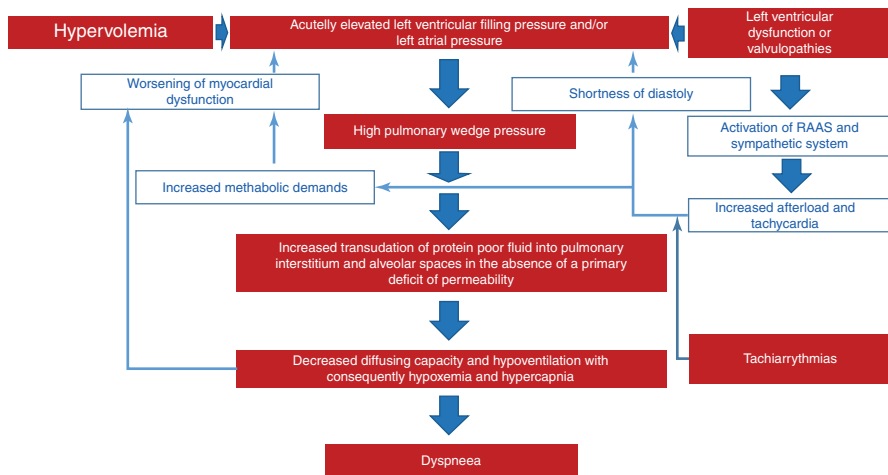 Hypervolemia
Acutelly elevated left ventricular filling pressure and/or
left atrial pressure
Left ventricular
dysfunction or
valvulopathies
Worsening of myocardial
dysfunction
Shortness of diastoly
High pulmonary wedge pressure
Activation of RAAS and
sympathetic system
Increased methabolic demands
Increased afterload and
tachycardia
Increased transudation of protein poor fluid into pulmonary
interstitium and alveolar spaces in the absence of a primary
deficit of permeability
Decreased diffusing capacity and hypoventilation with
consequently hypoxemia and hypercapnia
Tachiarrythmias
Dyspneea